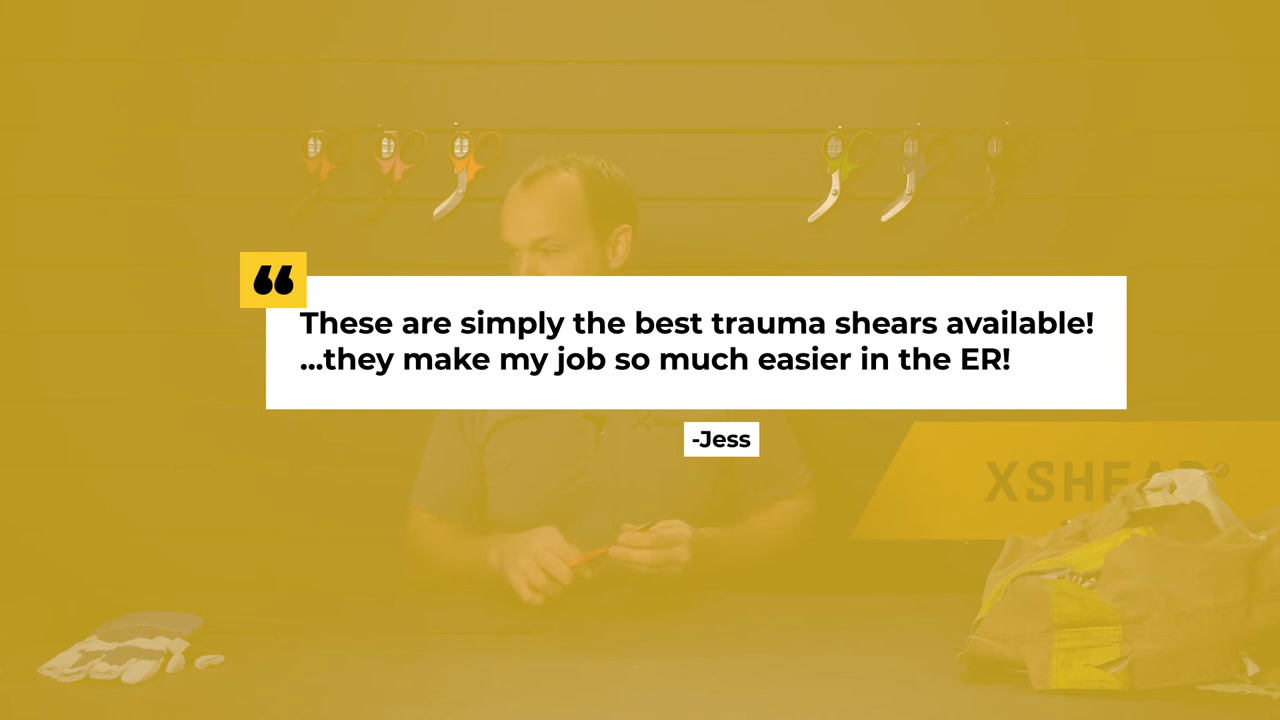 “
These are simply the best trauma shears available!
...they make my job so much easier in the ER!
-Jess
XSHEAR®